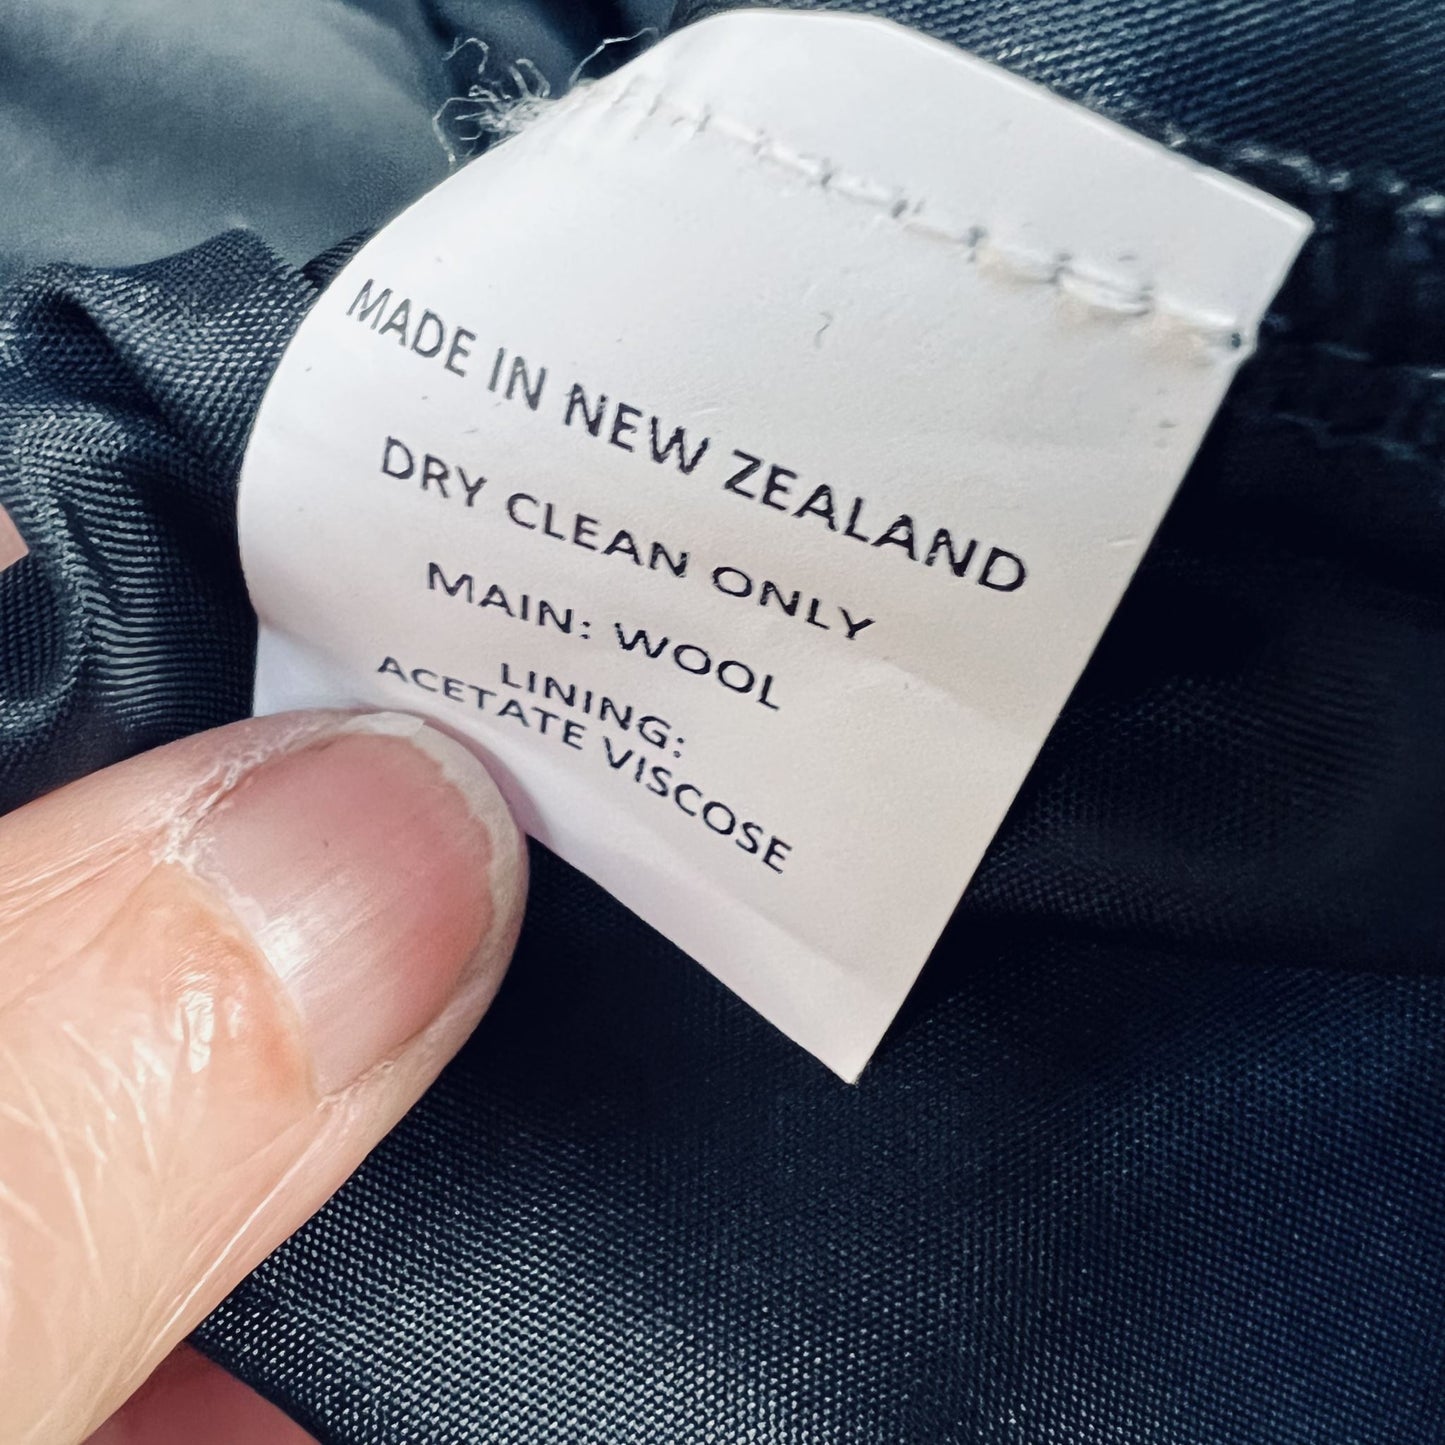 MADE IN NEW ZEALAND
DRY CLEAN ONLY
MAIN: WOOL
LINING:
ACETATE VISCOSE